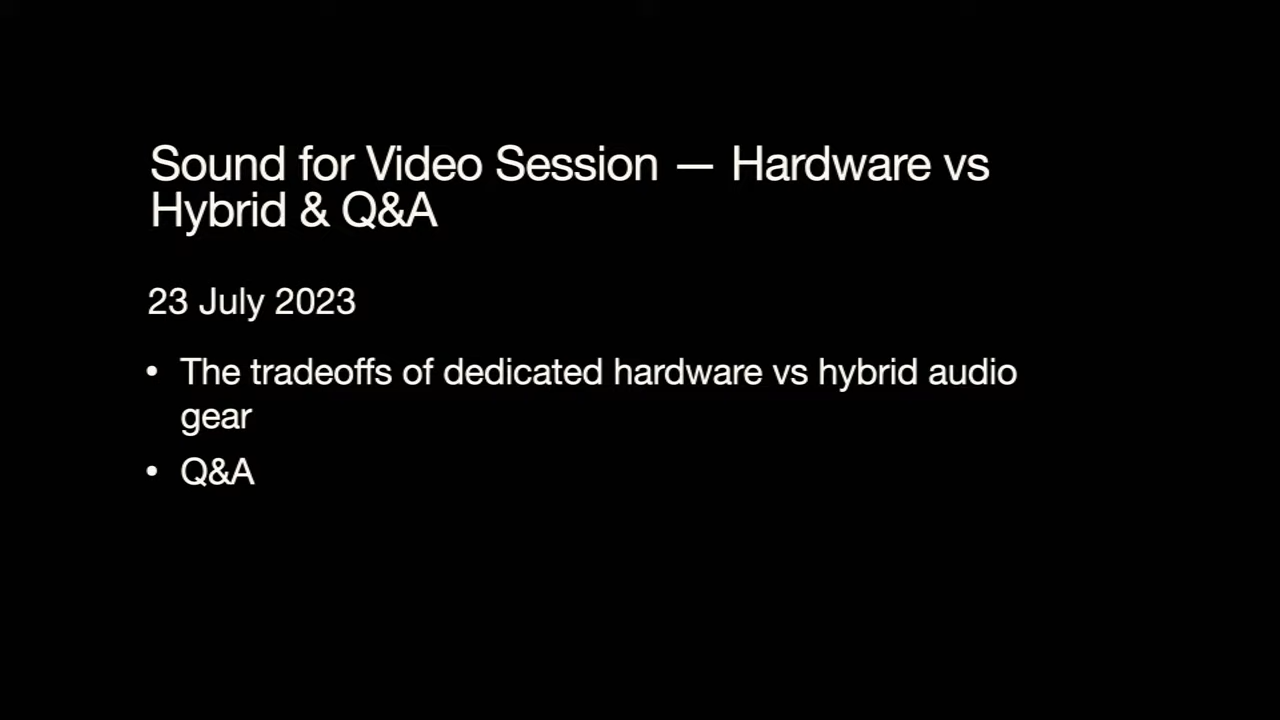 Sound for Video Session — Hardware vs
Hybrid & Q&A
23 July 2023
• The tradeoffs of dedicated hardware vs hybrid audio
gear
• Q&A